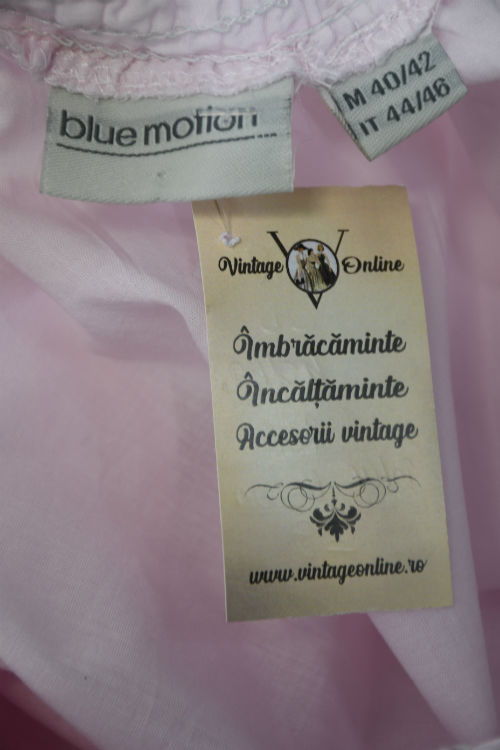 blue motion
M 40/42
IT 44/46
Vintage Online
Îmbrăcăminte
Încălțăminte
Accesorii vintage
www.vintageonline.ro